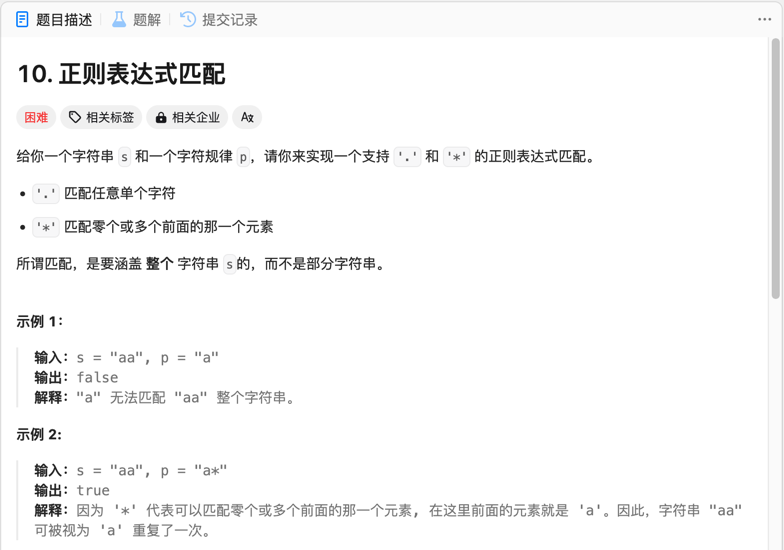 题目描述 题解 提交记录
10. 正则表达式匹配
困难 相关标签 相关企业 Aあ
给你一个字符串 s 和一个字符规律 p，请你来实现一个支持 '.' 和 '*' 的正则表达式匹配。
'.' 匹配任意单个字符
'*' 匹配零个或多个前面的那一个元素
所谓匹配，是要涵盖 整个 字符串 s的，而不是部分字符串。
示例 1：
输入：s = "aa", p = "a"
输出：false
解释："a" 无法匹配 "aa" 整个字符串。
示例 2:
输入：s = "aa", p = "a*"
输出：true
解释：因为 '*' 代表可以匹配零个或多个前面的那一个元素, 在这里前面的元素就是 'a'。因此，字符串 "aa"
可被视为 'a' 重复了一次。